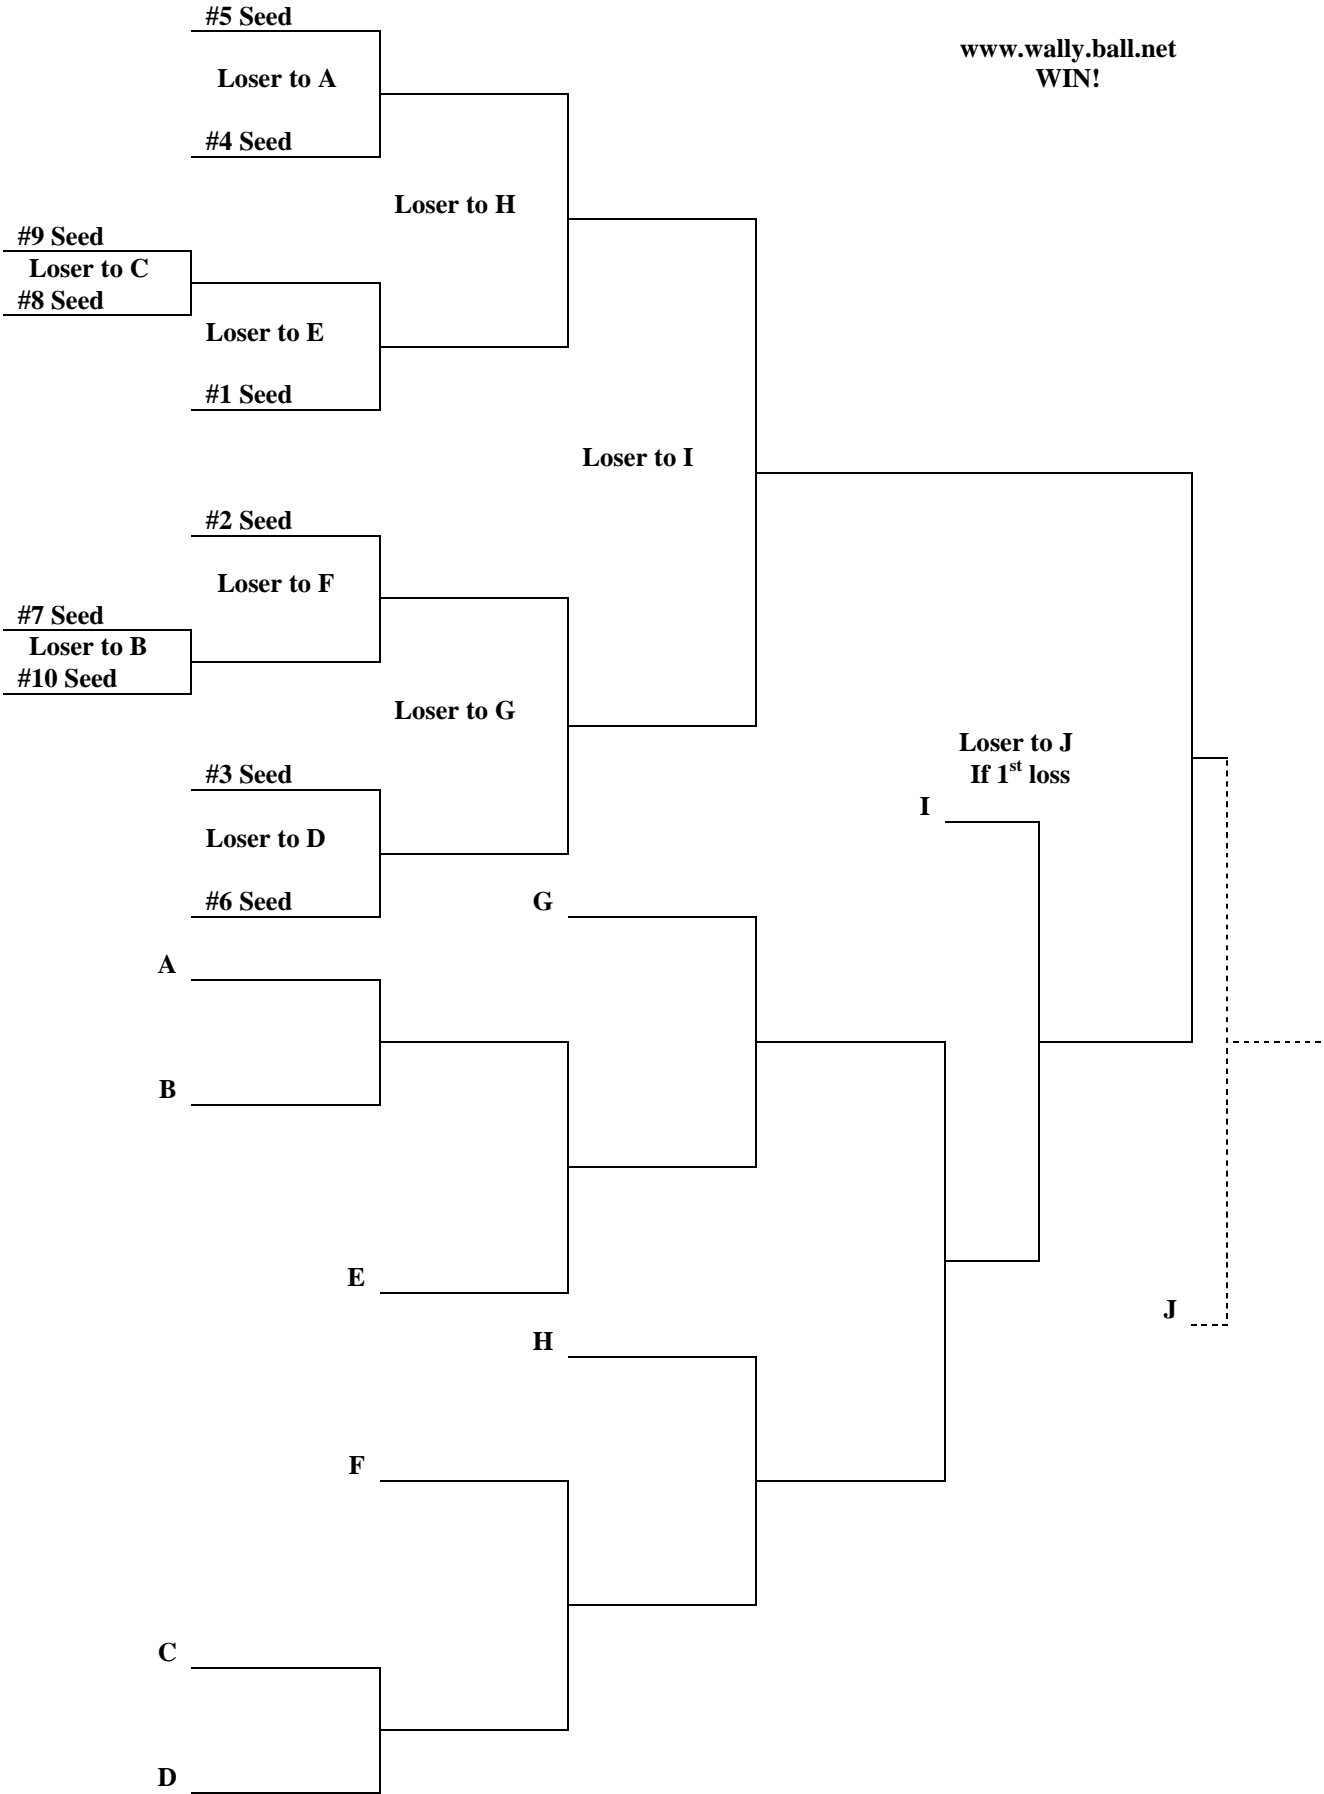 #5 Seed
www.wally.ball.net
WIN!
Loser to A
#4 Seed
Loser to H
#9 Seed
Loser to C
#8 Seed
Loser to E
#1 Seed
Loser to I
#2 Seed
Loser to F
#7 Seed
Loser to B
#10 Seed
Loser to G
Loser to J
If 1st loss
#3 Seed
I
Loser to D
#6 Seed
G
A
B
E
J
H
F
C
D